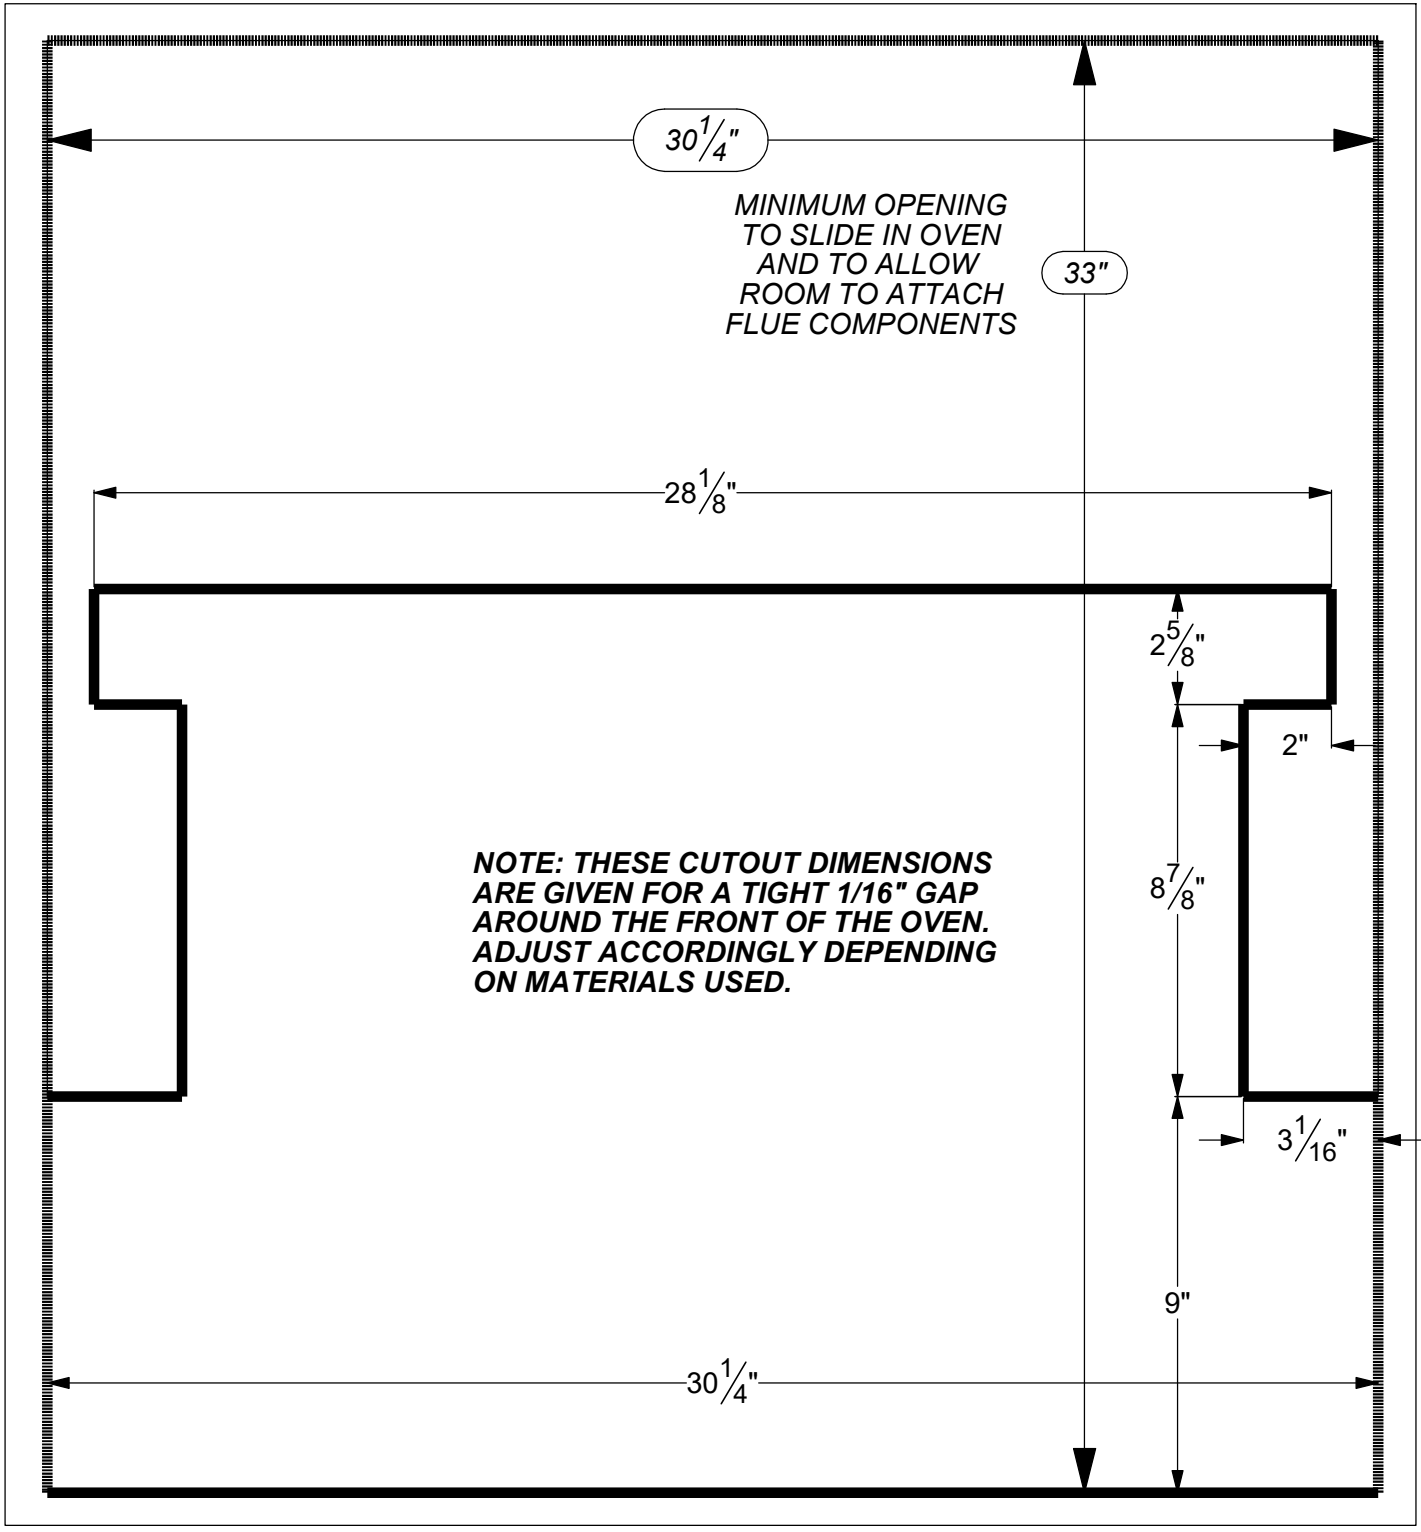 30 1/4"
MINIMUM OPENING
TO SLIDE IN OVEN
AND TO ALLOW
ROOM TO ATTACH
FLUE COMPONENTS
33"
28 1/8"
2 5/8"
2"
NOTE: THESE CUTOUT DIMENSIONS
ARE GIVEN FOR A TIGHT 1/16" GAP
AROUND THE FRONT OF THE OVEN.
ADJUST ACCORDINGLY DEPENDING
ON MATERIALS USED.
8 7/8"
3 1/16"
9"
30 1/4"